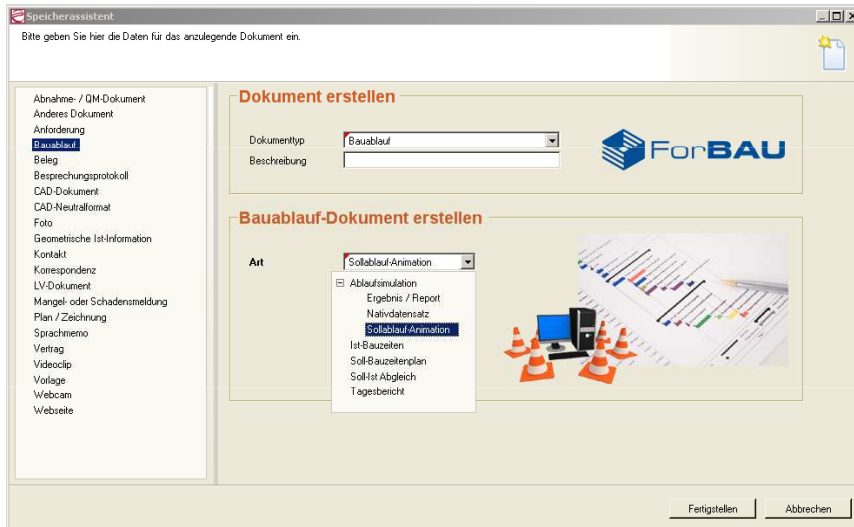 Speicherassistent
Bitte geben Sie hier die Daten für das anzulegende Dokument ein.
Abnahme- / QM-Dokument
Anderes Dokument
Anforderung
Bauablauf
Beleg
Besprechungsprotokoll
CAD-Dokument
CAD-Neutralformat
Foto
Geometrische Ist-Information
Kontakt
Korrespondenz
LV-Dokument
Mangel- oder Schadensmeldung
Plan / Zeichnung
Sprachmemo
Vertrag
Videoclip
Vorlage
Webcam
Webseite
Dokument erstellen
Dokumenttyp
Bauablauf
Beschreibung
ForBAU
Bauablauf-Dokument erstellen
Art
Sollablauf-Animation
Ablaufsimulation
Ergebnis / Report
Nativdatensatz
Sollablauf-Animation
Ist-Bauzeiten
Soll-Bauzeitenplan
Soll-Ist Abgleich
Tagesbericht
Fertigstellen
Abbrechen